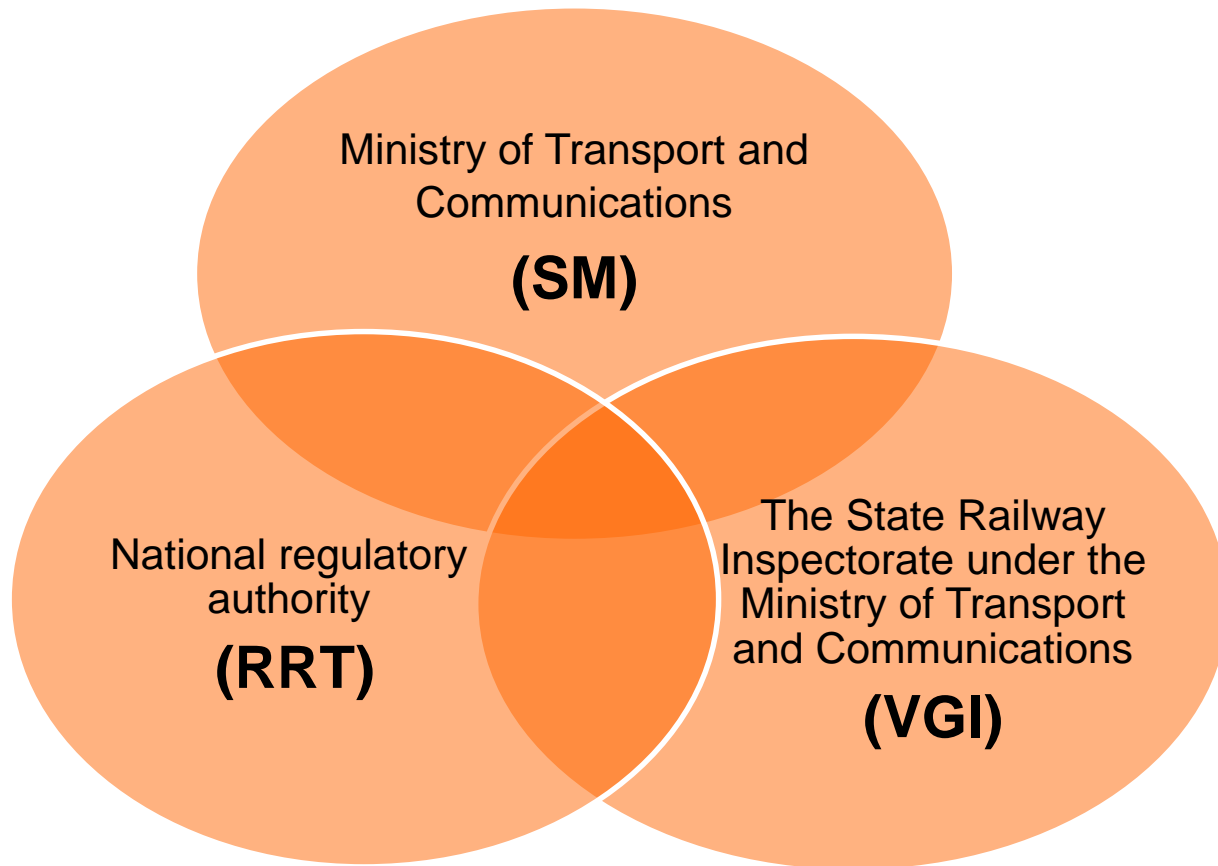 Ministry of Transport and
Communications
(SM)
National regulatory
authority
(RRT)
The State Railway
Inspectorate under the
Ministry of Transport
and Communications
(VGI)